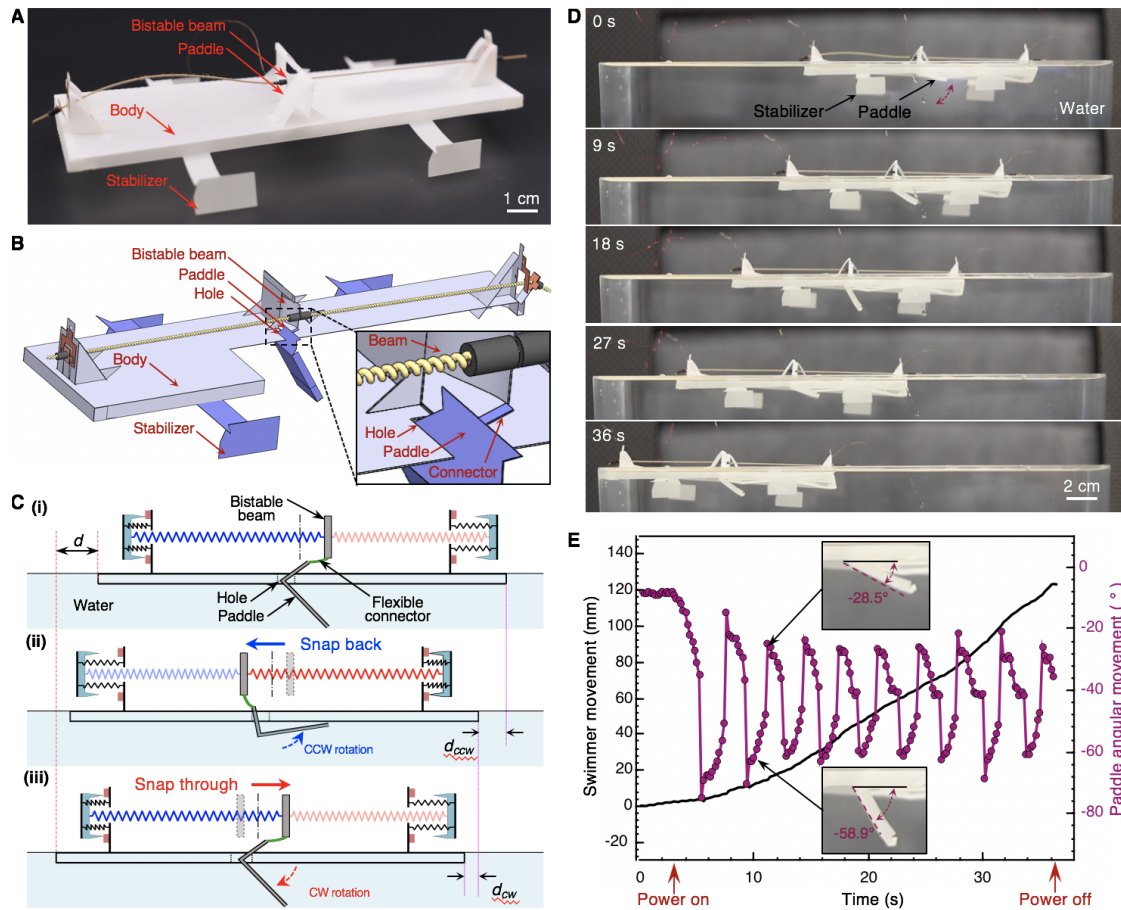 A
Bistable beam
Paddle
Body
Stabilizer
1 cm
B
Bistable beam
Paddle
Hole
Body
Stabilizer
Beam
Hole
Paddle
Connector
C
(i)
Bistable
beam
d
Water
Hole
Paddle
Flexible
connector
(ii)
Snap back
CCW rotation
dCCW
(iii)
Snap through
CW rotation
dCW
D
0 s
Stabilizer
Paddle
Water
9 s
18 s
27 s
36 s
2 cm
E
Swimmer movement (mm)
140
120
100
80
60
40
20
0
-20
0
-20
-40
-60
-80
Paddle angular movement (°)
-28.5°
-58.9°
0
10
20
30
Power on
Time (s)
Power off